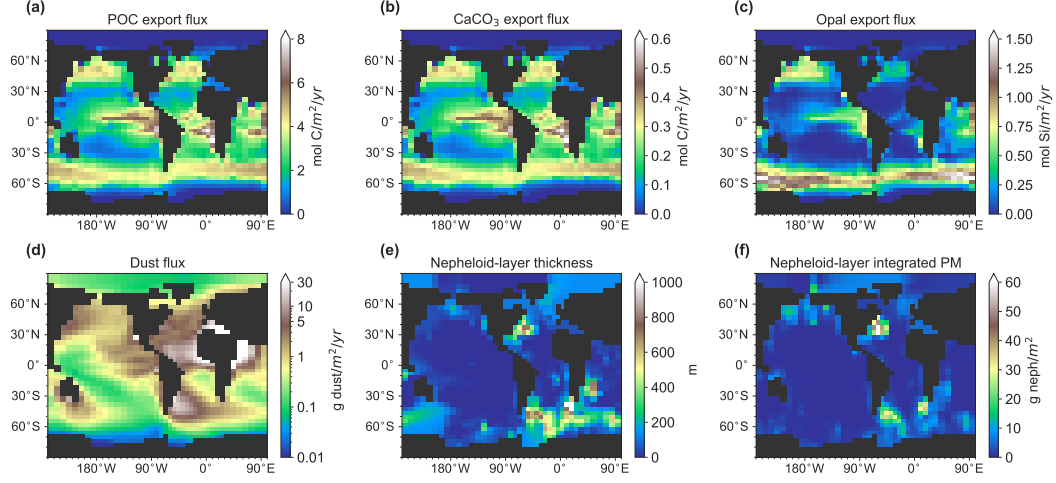 (a) POC export flux
8
6
4
2
0
mol C/m²/yr
60°N
30°N
0°
30°S
60°S
180°W 90°W 0° 90°E
(b) CaCO₃ export flux
0.6
0.5
0.4
0.3
0.2
0.1
0.0
mol C/m²/yr
60°N
30°N
0°
30°S
60°S
180°W 90°W 0° 90°E
(c) Opal export flux
1.50
1.25
1.00
0.75
0.50
0.25
0.00
mol Si/m²/yr
60°N
30°N
0°
30°S
60°S
180°W 90°W 0° 90°E
(d) Dust flux
30
10
5
1
0.1
0.01
g dust/m²/yr
60°N
30°N
0°
30°S
60°S
180°W 90°W 0° 90°E
(e) Nepheloid-layer thickness
1000
800
600
400
200
0
m
60°N
30°N
0°
30°S
60°S
180°W 90°W 0° 90°E
(f) Nepheloid-layer integrated PM
60
50
40
30
20
10
0
g neph/m²
60°N
30°N
0°
30°S
60°S
180°W 90°W 0° 90°E